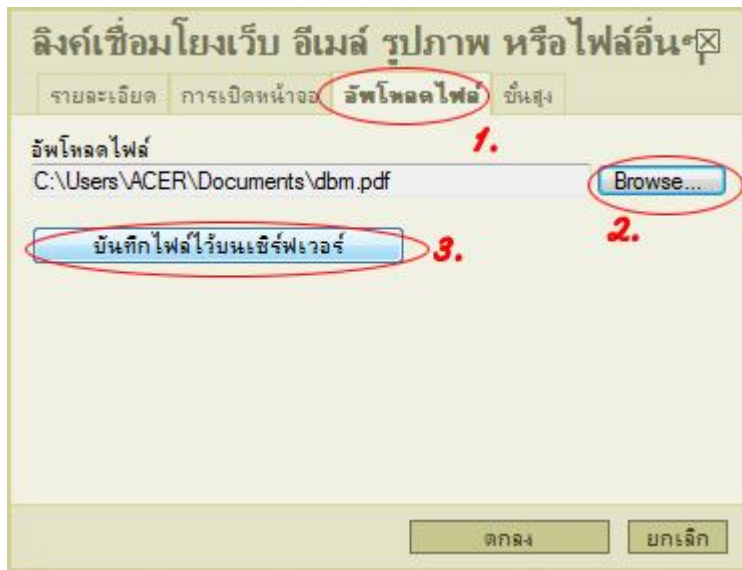 ลิงค์เชื่อมโยงเว็บ อีเมล์ รูปภาพ หรือไฟล์อื่นๆ
รายละเอียด การเปิดหน้าจอ อัพโหลดไฟล์ ขั้นสูง
1.
อัพโหลดไฟล์
C:\Users\ACER\Documents\dbm.pdf Browse...
2.
บันทึกไฟล์ไว้บนเซิร์ฟเวอร์ 3.
ตกลง ยกเลิก